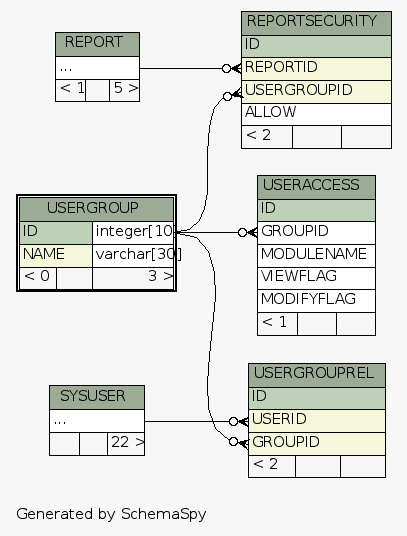 REPORTSECURITY
ID
REPORTID
USERGROUPID
ALLOW
< 2
REPORT
...
< 1 5 >
USERACCESS
ID
GROUPID
MODULENAME
VIEWFLAG
MODIFYFLAG
< 1
USERGROUP
ID integer[10]
NAME varchar[30]
< 0 3 >
USERGROUPREL
ID
USERID
GROUPID
< 2
SYSUSER
...
22 >
Generated by SchemaSpy